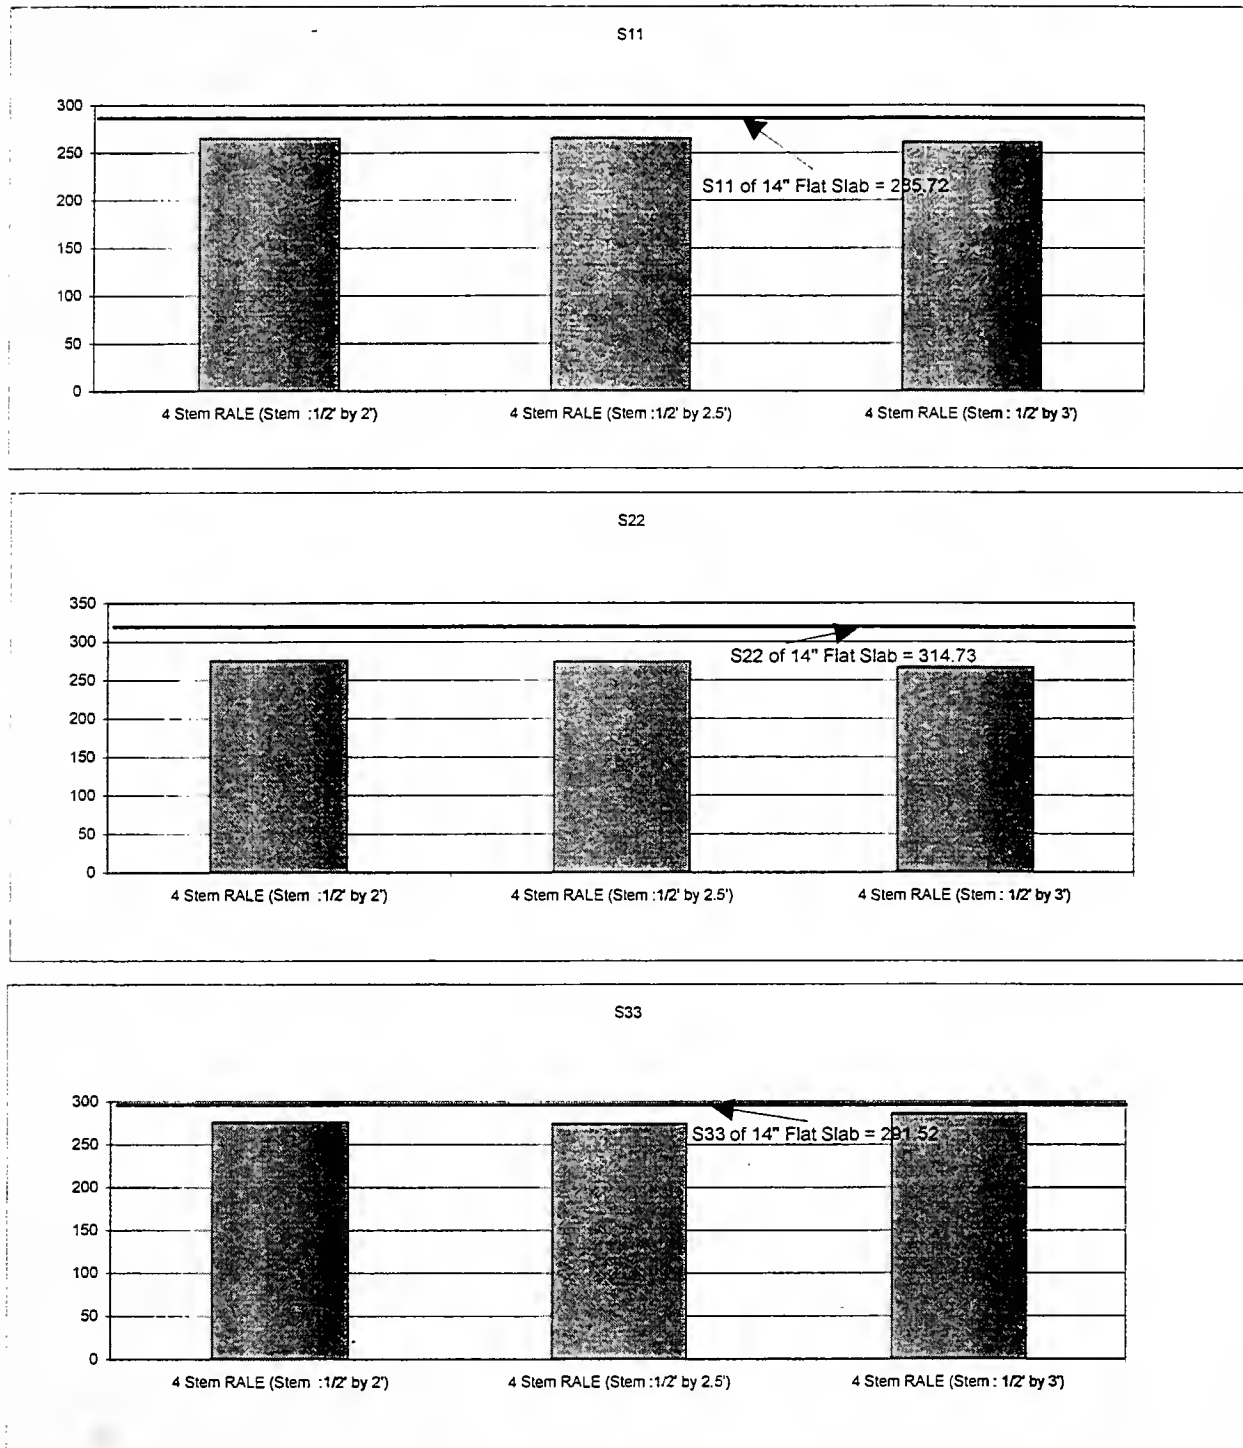 S11
300
250
200
150
100
50
0
S11 of 14" Flat Slab = 285.72
4 Stem RALE (Stem :1/2' by 2')
4 Stem RALE (Stem :1/2' by 2.5')
4 Stem RALE (Stem : 1/2' by 3')
S22
350
300
250
200
150
100
50
0
S22 of 14" Flat Slab = 314.73
4 Stem RALE (Stem :1/2' by 2')
4 Stem RALE (Stem :1/2' by 2.5')
4 Stem RALE (Stem : 1/2' by 3')
S33
300
250
200
150
100
50
0
S33 of 14" Flat Slab = 291.52
4 Stem RALE (Stem :1/2' by 2')
4 Stem RALE (Stem :1/2' by 2.5')
4 Stem RALE (Stem : 1/2' by 3')